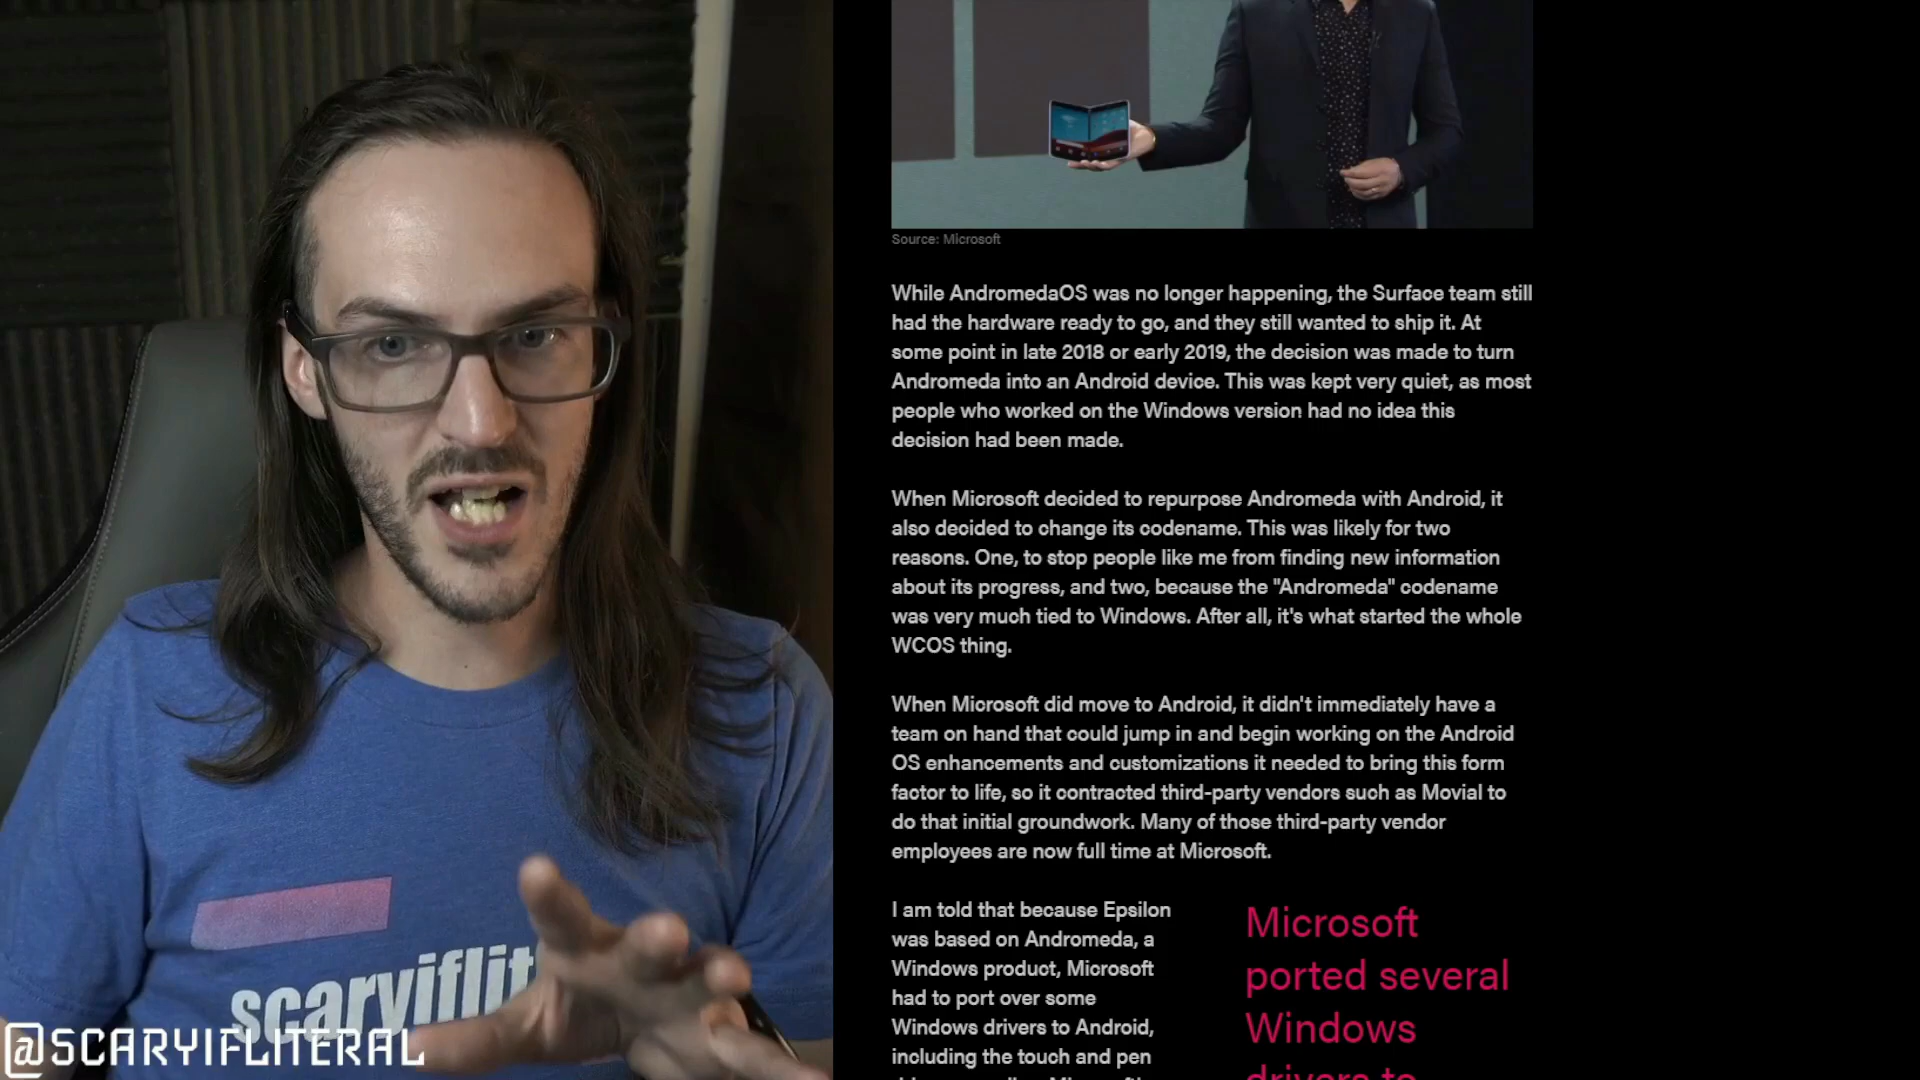 Source: Microsoft
While AndromedaOS was no longer happening, the Surface team still
had the hardware ready to go, and they still wanted to ship it. At
some point in late 2018 or early 2019, the decision was made to turn
Andromeda into an Android device. This was kept very quiet, as most
people who worked on the Windows version had no idea this
decision had been made.
When Microsoft decided to repurpose Andromeda with Android, it
also decided to change its codename. This was likely for two
reasons. One, to stop people like me from finding new information
about its progress, and two, because the "Andromeda" codename
was very much tied to Windows. After all, it's what started the whole
WCOS thing.
When Microsoft did move to Android, it didn't immediately have a
team on hand that could jump in and begin working on the Android
OS enhancements and customizations it needed to bring this form
factor to life, so it contracted third-party vendors such as Movial to
do that initial groundwork. Many of those third-party vendor
employees are now full time at Microsoft.
I am told that because Epsilon
was based on Andromeda, a
Windows product, Microsoft
had to port over some
Windows drivers to Android,
including the touch and pen
Microsoft
ported several
Windows
drivers to
scaryiflit
@SCARYIFLITERAL